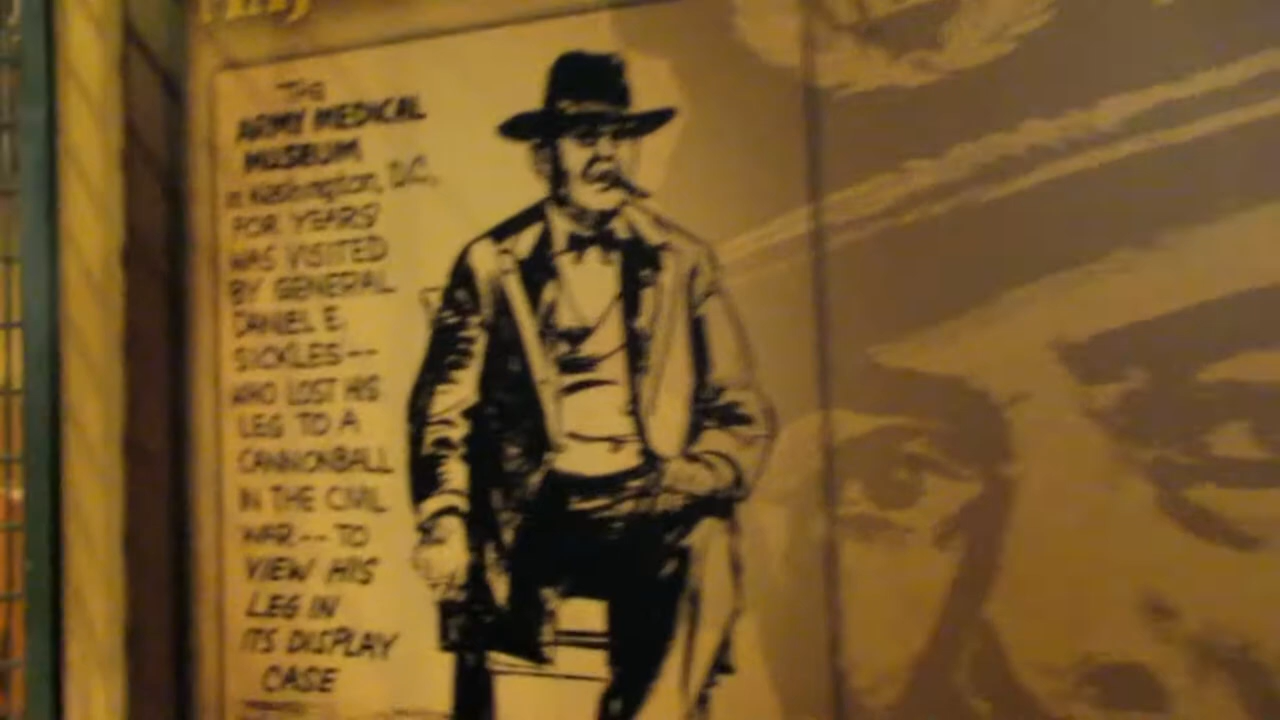 THE
ARMY MEDICAL
MUSEUM
in Washington, D.C.,
FOR YEARS
WAS VISITED
BY GENERAL
DANIEL E.
SICKLES--
WHO LOST HIS
LEG TO A
CANNONBALL
IN THE CIVIL
WAR-- TO
VIEW HIS
LEG IN
ITS DISPLAY
CASE